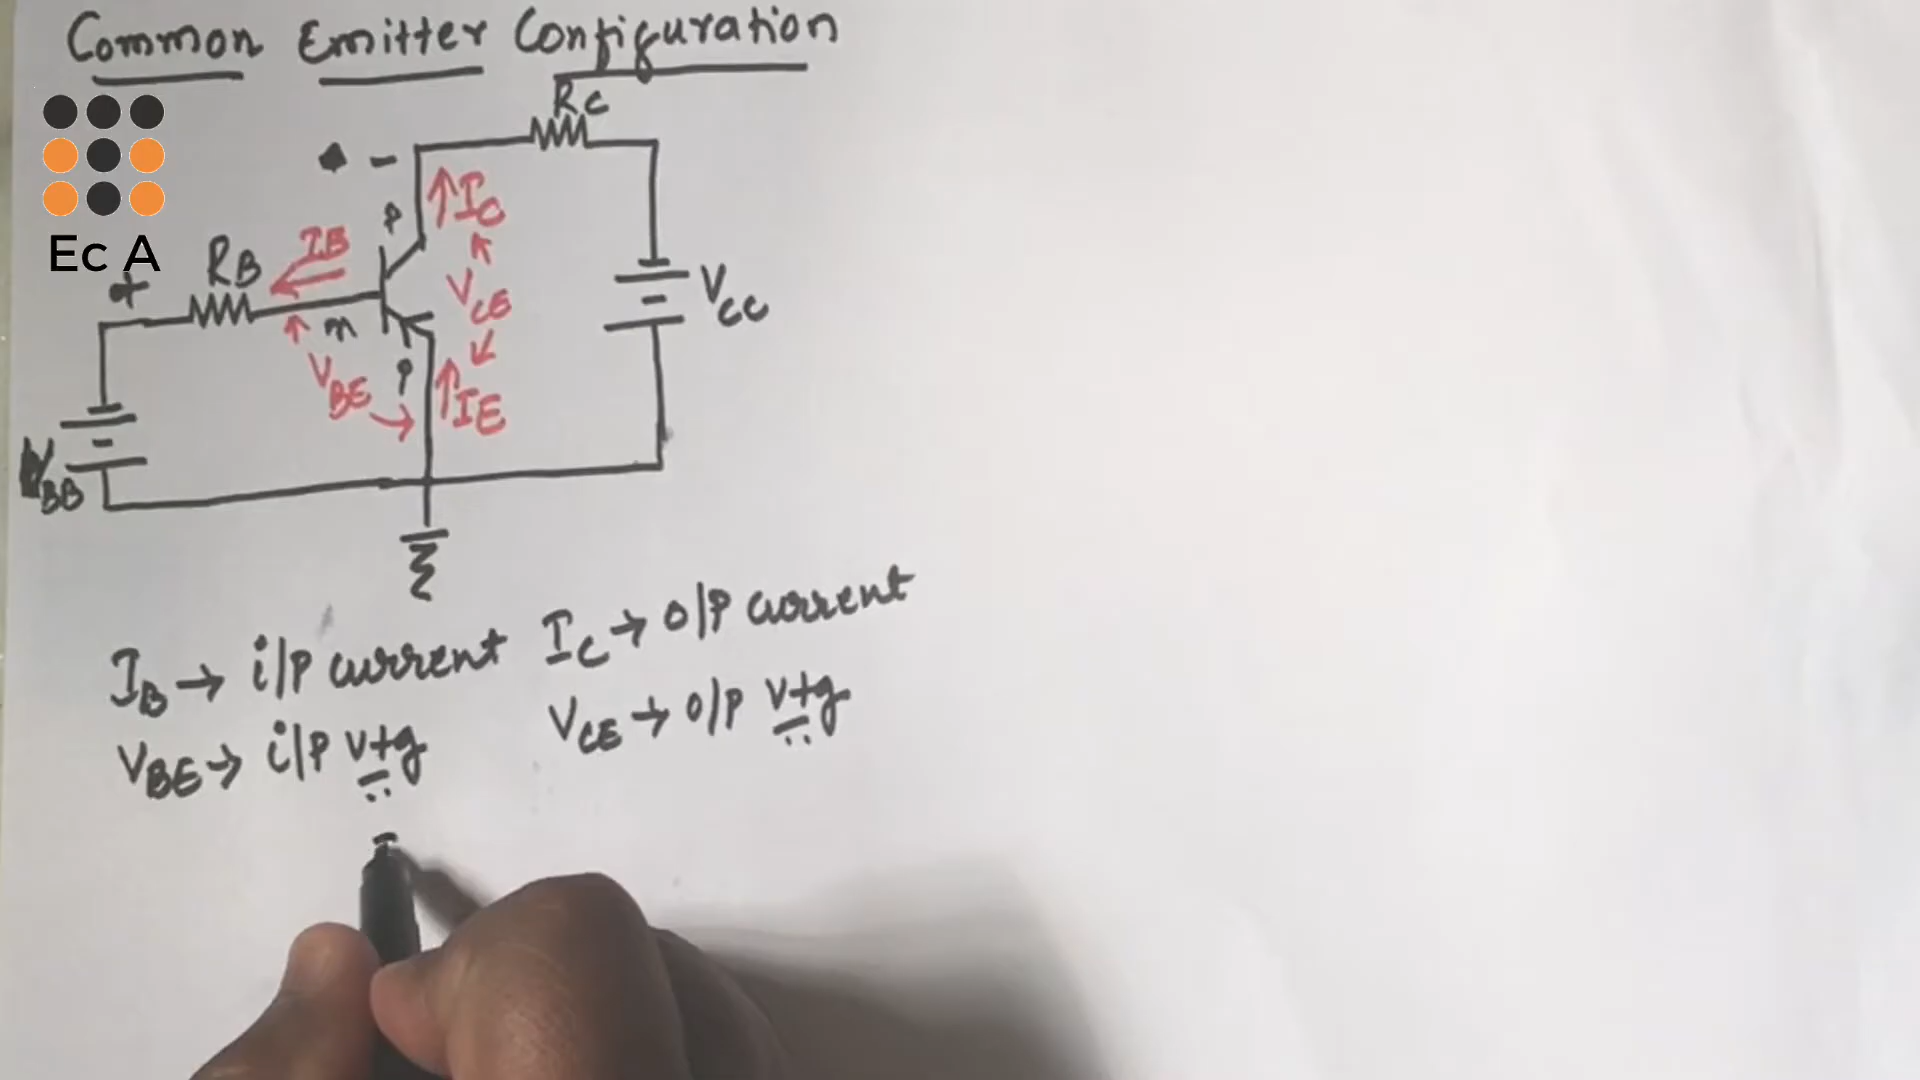 Common Emitter Configuration
RC
+ -
IC
P
IB
RB
Ec A
+
VCE
VCC
n
VBE
P
IE
VBB
IB → i/P current IC → O/P current
VBE → i/P vtg VCE → O/P vtg